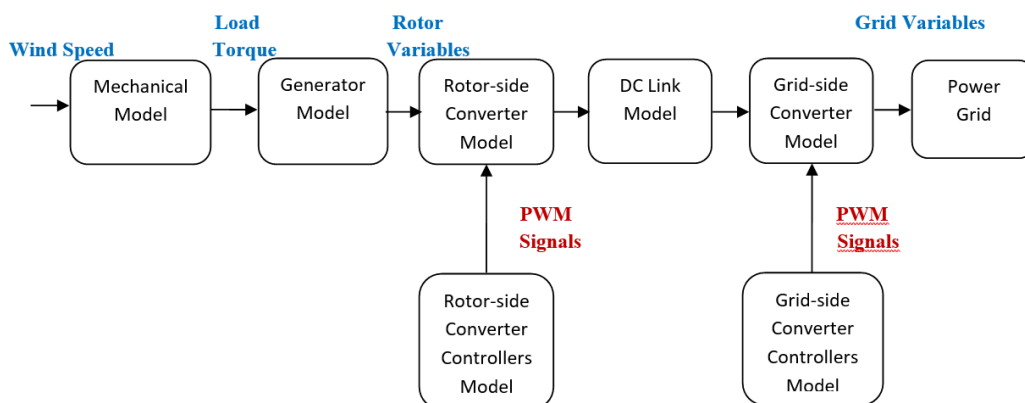 Wind Speed
Load
Torque
Rotor
Variables
Grid Variables
Mechanical
Model
Generator
Model
Rotor-side
Converter
Model
DC Link
Model
Grid-side
Converter
Model
Power
Grid
PWM
Signals
PWM
Signals
Rotor-side
Converter
Controllers
Model
Grid-side
Converter
Controllers
Model